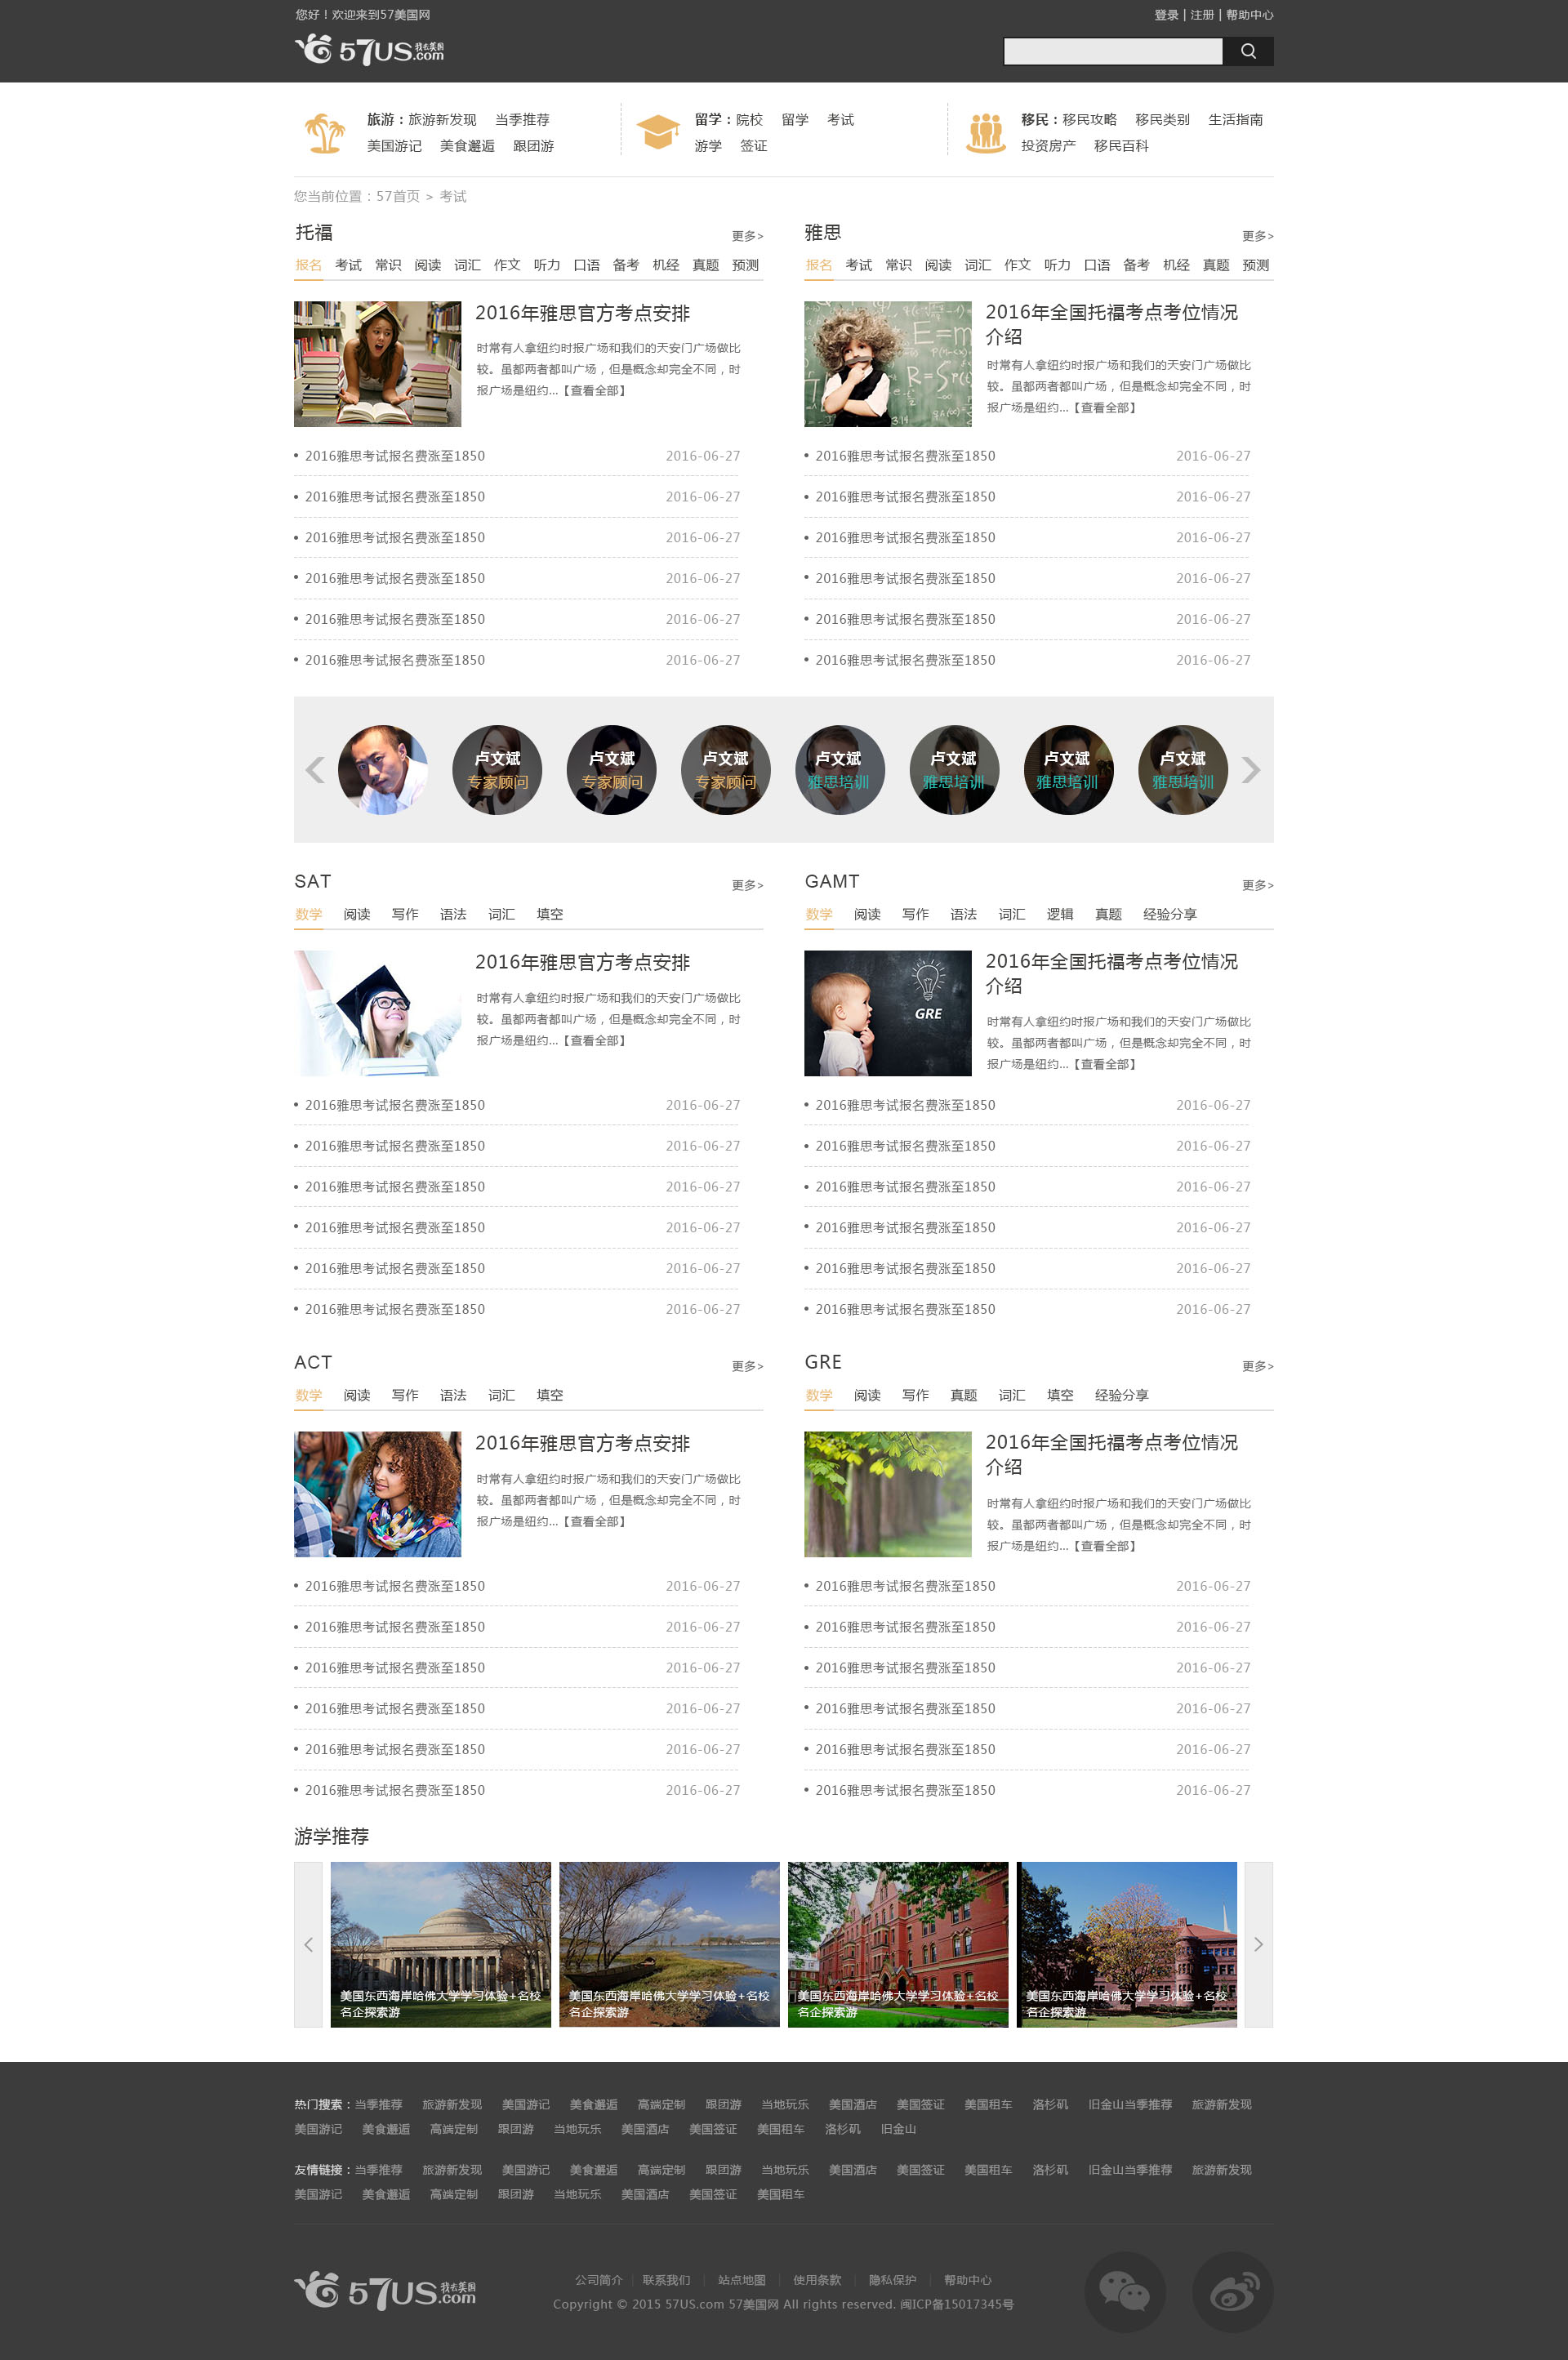 您好！欢迎来到57美国网
登录 | 注册 | 帮助中心
57US.com 我去美国
旅游：旅游新发现 当季推荐
美国游记 美食邂逅 跟团游
留学：院校 留学 考试
游学 签证
移民：移民攻略 移民类别 生活指南
投资房产 移民百科
您当前位置：57首页 > 考试
托福 更多>
报名 考试 常识 阅读 词汇 作文 听力 口语 备考 机经 真题 预测
2016年雅思官方考点安排
时常有人拿纽约时报广场和我们的天安门广场做比
较。虽都两者都叫广场，但是概念却完全不同，时
报广场是纽约...【查看全部】
2016雅思考试报名费涨至1850 2016-06-27
2016雅思考试报名费涨至1850 2016-06-27
2016雅思考试报名费涨至1850 2016-06-27
2016雅思考试报名费涨至1850 2016-06-27
2016雅思考试报名费涨至1850 2016-06-27
2016雅思考试报名费涨至1850 2016-06-27
雅思 更多>
报名 考试 常识 阅读 词汇 作文 听力 口语 备考 机经 真题 预测
2016年全国托福考点考位情况
介绍
时常有人拿纽约时报广场和我们的天安门广场做比
较。虽都两者都叫广场，但是概念却完全不同，时
报广场是纽约...【查看全部】
2016雅思考试报名费涨至1850 2016-06-27
2016雅思考试报名费涨至1850 2016-06-27
2016雅思考试报名费涨至1850 2016-06-27
2016雅思考试报名费涨至1850 2016-06-27
2016雅思考试报名费涨至1850 2016-06-27
2016雅思考试报名费涨至1850 2016-06-27
卢文斌 卢文斌 卢文斌 卢文斌 卢文斌 卢文斌 卢文斌
专家顾问 专家顾问 专家顾问 雅思培训 雅思培训 雅思培训 雅思培训
SAT 更多>
数学 阅读 写作 语法 词汇 填空
2016年雅思官方考点安排
时常有人拿纽约时报广场和我们的天安门广场做比
较。虽都两者都叫广场，但是概念却完全不同，时
报广场是纽约...【查看全部】
2016雅思考试报名费涨至1850 2016-06-27
2016雅思考试报名费涨至1850 2016-06-27
2016雅思考试报名费涨至1850 2016-06-27
2016雅思考试报名费涨至1850 2016-06-27
2016雅思考试报名费涨至1850 2016-06-27
2016雅思考试报名费涨至1850 2016-06-27
GAMT 更多>
数学 阅读 写作 语法 词汇 逻辑 真题 经验分享
GRE
2016年全国托福考点考位情况
介绍
时常有人拿纽约时报广场和我们的天安门广场做比
较。虽都两者都叫广场，但是概念却完全不同，时
报广场是纽约...【查看全部】
2016雅思考试报名费涨至1850 2016-06-27
2016雅思考试报名费涨至1850 2016-06-27
2016雅思考试报名费涨至1850 2016-06-27
2016雅思考试报名费涨至1850 2016-06-27
2016雅思考试报名费涨至1850 2016-06-27
2016雅思考试报名费涨至1850 2016-06-27
ACT 更多>
数学 阅读 写作 语法 词汇 填空
2016年雅思官方考点安排
时常有人拿纽约时报广场和我们的天安门广场做比
较。虽都两者都叫广场，但是概念却完全不同，时
报广场是纽约...【查看全部】
2016雅思考试报名费涨至1850 2016-06-27
2016雅思考试报名费涨至1850 2016-06-27
2016雅思考试报名费涨至1850 2016-06-27
2016雅思考试报名费涨至1850 2016-06-27
2016雅思考试报名费涨至1850 2016-06-27
2016雅思考试报名费涨至1850 2016-06-27
GRE 更多>
数学 阅读 写作 真题 词汇 填空 经验分享
2016年全国托福考点考位情况
介绍
时常有人拿纽约时报广场和我们的天安门广场做比
较。虽都两者都叫广场，但是概念却完全不同，时
报广场是纽约...【查看全部】
2016雅思考试报名费涨至1850 2016-06-27
2016雅思考试报名费涨至1850 2016-06-27
2016雅思考试报名费涨至1850 2016-06-27
2016雅思考试报名费涨至1850 2016-06-27
2016雅思考试报名费涨至1850 2016-06-27
2016雅思考试报名费涨至1850 2016-06-27
游学推荐
美国东西海岸哈佛大学学习体验+名校
名企探索游
美国东西海岸哈佛大学学习体验+名校
名企探索游
美国东西海岸哈佛大学学习体验+名校
名企探索游
美国东西海岸哈佛大学学习体验+名校
名企探索游
热门搜索：当季推荐 旅游新发现 美国游记 美食邂逅 高端定制 跟团游 当地玩乐 美国酒店 美国签证 美国租车 洛杉矶 旧金山当季推荐 旅游新发现
美国游记 美食邂逅 高端定制 跟团游 当地玩乐 美国酒店 美国签证 美国租车 洛杉矶 旧金山
友情链接：当季推荐 旅游新发现 美国游记 美食邂逅 高端定制 跟团游 当地玩乐 美国酒店 美国签证 美国租车 洛杉矶 旧金山当季推荐 旅游新发现
美国游记 美食邂逅 高端定制 跟团游 当地玩乐 美国酒店 美国签证 美国租车
57US.com 我去美国
公司简介 | 联系我们 | 站点地图 | 使用条款 | 隐私保护 | 帮助中心
Copyright © 2015 57US.com 57美国网 All rights reserved. 闽ICP备15017345号